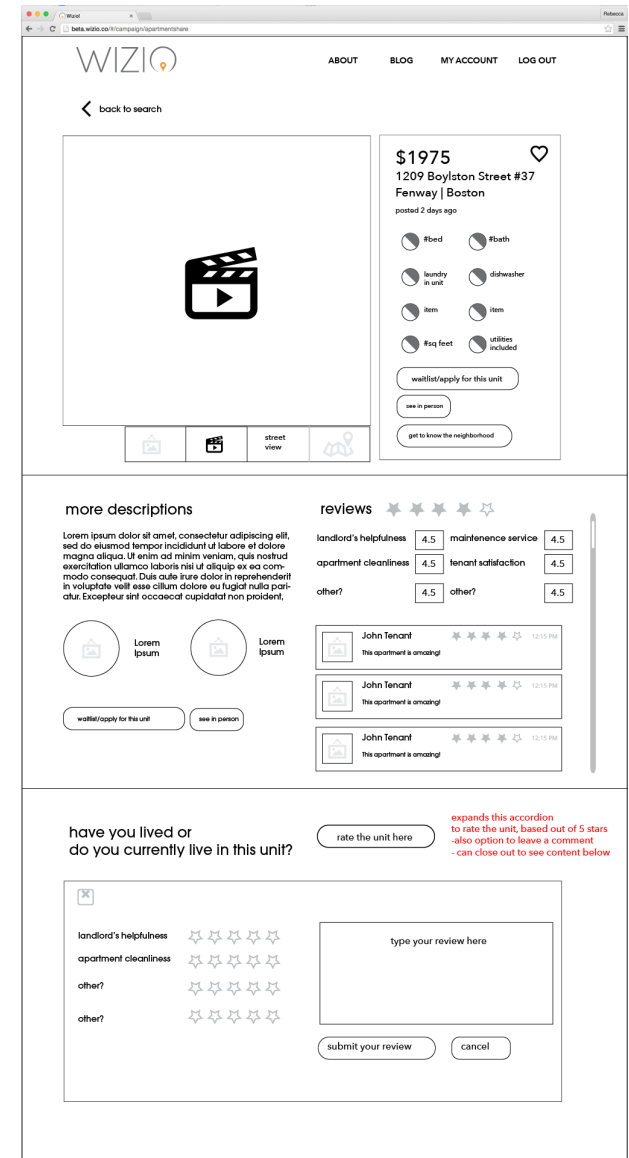 Wizio!
Rebecca
beta.wizio.co/#/campaign/apartmentshare
WIZIO
ABOUT
BLOG
MY ACCOUNT
LOG OUT
back to search
$1975
1209 Boylston Street #37
Fenway | Boston
posted 2 days ago
#bed
#bath
laundry
in unit
dishwasher
item
item
#sq feet
utilities
included
waitlist/apply for this unit
see in person
get to know the neighborhood
street
view
more descriptions
Lorem ipsum dolor sit amet, consectetur adipiscing elit,
sed do eiusmod tempor incididunt ut labore et dolore
magna aliqua. Ut enim ad minim veniam, quis nostrud
exercitation ullamco laboris nisi ut aliquip ex ea com-
modo consequat. Duis aute irure dolor in reprehenderit
in voluptate velit esse cillum dolore eu fugiat nulla pari-
atur. Excepteur sint occaecat cupidatat non proident,
Lorem
Ipsum
Lorem
Ipsum
waitlist/apply for this unit
see in person
reviews
landlord's helpfulness 4.5
maintenence service 4.5
apartment cleanliness 4.5
tenant satisfaction 4.5
other? 4.5
other? 4.5
John Tenant
12:15 PM
This apartment is amazing!
John Tenant
12:15 PM
This apartment is amazing!
John Tenant
12:15 PM
This apartment is amazing!
have you lived or
do you currently live in this unit?
rate the unit here
expands this accordion
to rate the unit, based out of 5 stars
-also option to leave a comment
- can close out to see content below
landlord's helpfulness
apartment cleanliness
other?
other?
type your review here
submit your review
cancel